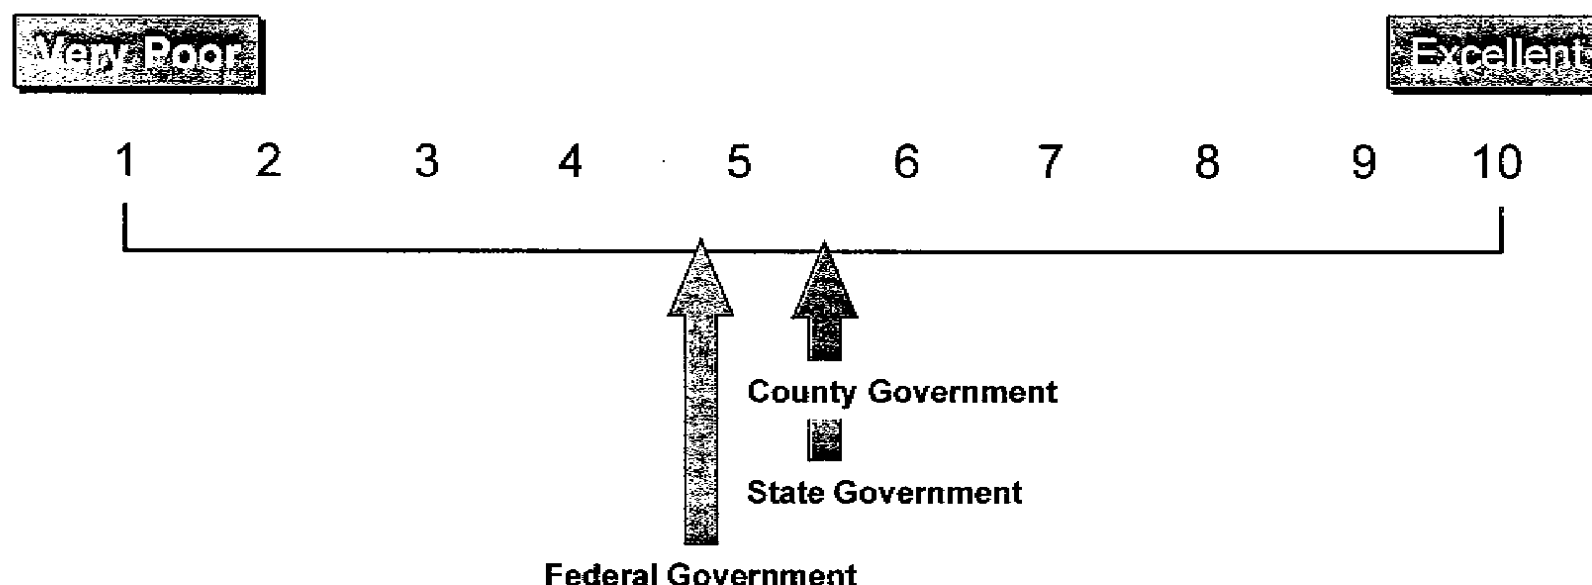 Very Poor Excellent
1 2 3 4 5 6 7 8 9 10
County Government
State Government
Federal Government